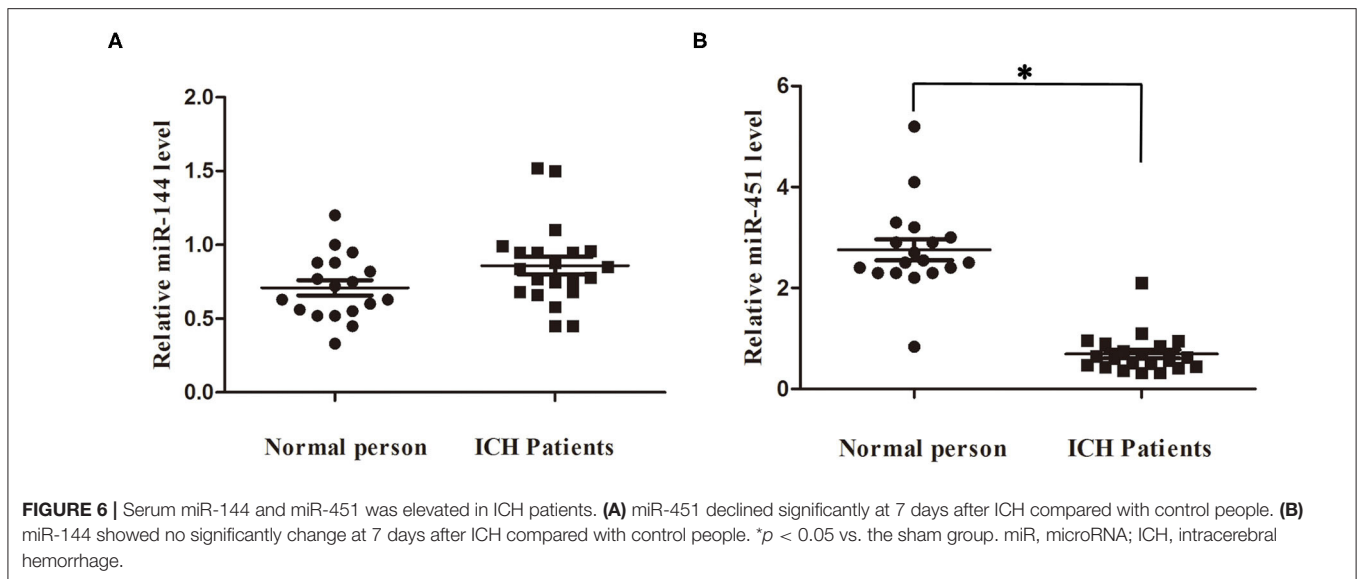 A
Relative miR-144 level
2.0
1.5
1.0
0.5
0.0
Normal person
ICH Patients
B
Relative miR-451 level
6
4
2
0
*
Normal person
ICH Patients
FIGURE 6 | Serum miR-144 and miR-451 was elevated in ICH patients. (A) miR-451 declined significantly at 7 days after ICH compared with control people. (B)
miR-144 showed no significantly change at 7 days after ICH compared with control people. *p < 0.05 vs. the sham group. miR, microRNA; ICH, intracerebral
hemorrhage.